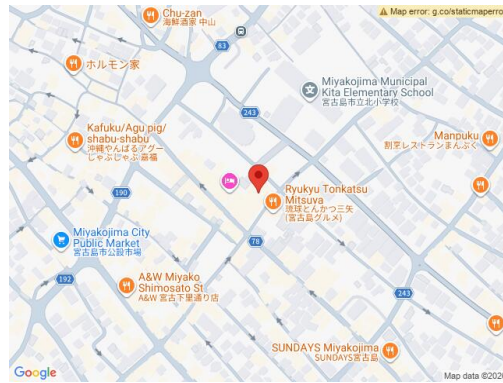 Map error: g.co/staticmaperro
Chu-zan
海鮮酒家 中山
83
ホルモン家
Miyakojima Municipal
Kita Elementary School
宮古島市立北小学校
243
Kafuku/Agu pig/
shabu-shabu
沖縄やんばるアグー
しゃぶしゃぶ 嘉福
Manpuku
割烹レストランまんぷく
190
Ryukyu Tonkatsu
Mitsuya
琉球とんかつ三矢
(宮古島グルメ)
Miyakojima City
Public Market
宮古島市公設市場
78
192
A&W Miyako
Shimosato St
A&W 宮古下里通り店
243
SUNDAYS Miyakojima
SUNDAYS宮古島
Google
Map data ©202